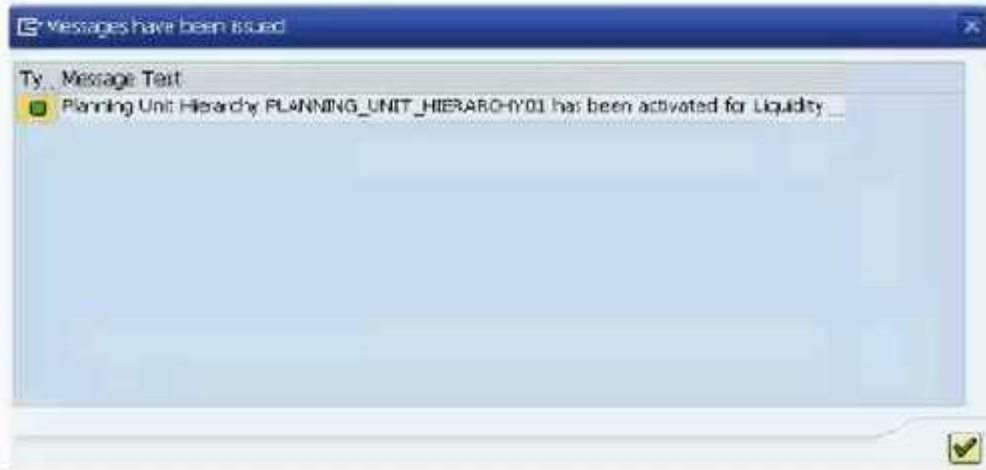 Messages have been issued
Ty.. Message Text
Planning Unit Hierarchy PLANNING_UNIT_HIERARCHY01 has been activated for Liquidity ...